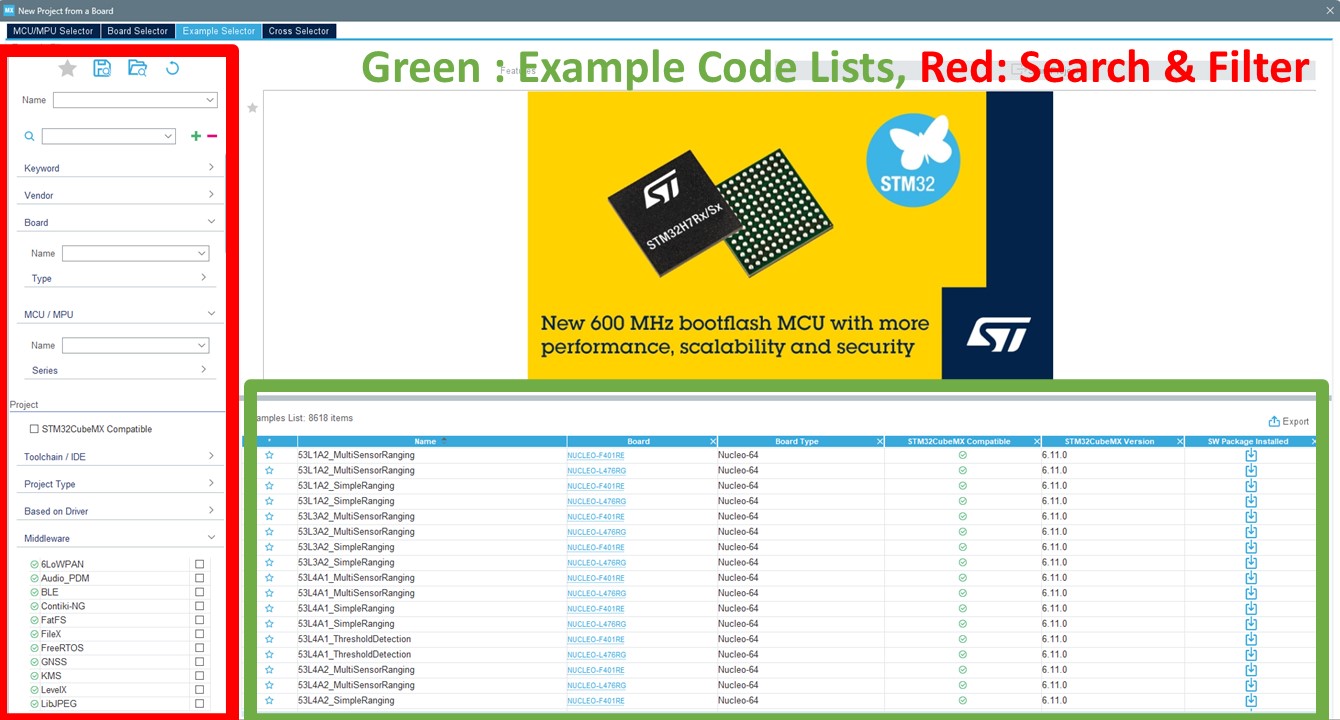 MX New Project from a Board
MCU/MPU Selector Board Selector Example Selector Cross Selector
Green : Example Code Lists, Red: Search & Filter
Features
Name
Keyword
Vendor
Board
Name
Type
MCU / MPU
Name
Series
Project
STM32CubeMX Compatible
Toolchain / IDE
Project Type
Based on Driver
Middleware
6LoWPAN
Audio_PDM
BLE
Contiki-NG
FatFS
FileX
FreeRTOS
GNSS
KMS
LevelX
LibJPEG
STM32
ST
STM32H7Rx/Sx
New 600 MHz bootflash MCU with more
performance, scalability and security
ST
amples List: 8618 items
Export
* Name Board Board Type STM32CubeMX Compatible STM32CubeMX Version SW Package Installed
53L1A2_MultiSensorRanging NUCLEO-F401RE Nucleo-64 6.11.0
53L1A2_MultiSensorRanging NUCLEO-L476RG Nucleo-64 6.11.0
53L1A2_SimpleRanging NUCLEO-F401RE Nucleo-64 6.11.0
53L1A2_SimpleRanging NUCLEO-L476RG Nucleo-64 6.11.0
53L3A2_MultiSensorRanging NUCLEO-F401RE Nucleo-64 6.11.0
53L3A2_MultiSensorRanging NUCLEO-L476RG Nucleo-64 6.11.0
53L3A2_SimpleRanging NUCLEO-F401RE Nucleo-64 6.11.0
53L3A2_SimpleRanging NUCLEO-L476RG Nucleo-64 6.11.0
53L4A1_MultiSensorRanging NUCLEO-F401RE Nucleo-64 6.11.0
53L4A1_MultiSensorRanging NUCLEO-L476RG Nucleo-64 6.11.0
53L4A1_SimpleRanging NUCLEO-F401RE Nucleo-64 6.11.0
53L4A1_SimpleRanging NUCLEO-L476RG Nucleo-64 6.11.0
53L4A1_ThresholdDetection NUCLEO-F401RE Nucleo-64 6.11.0
53L4A1_ThresholdDetection NUCLEO-L476RG Nucleo-64 6.11.0
53L4A2_MultiSensorRanging NUCLEO-F401RE Nucleo-64 6.11.0
53L4A2_MultiSensorRanging NUCLEO-L476RG Nucleo-64 6.11.0
53L4A2_SimpleRanging NUCLEO-F401RE Nucleo-64 6.11.0